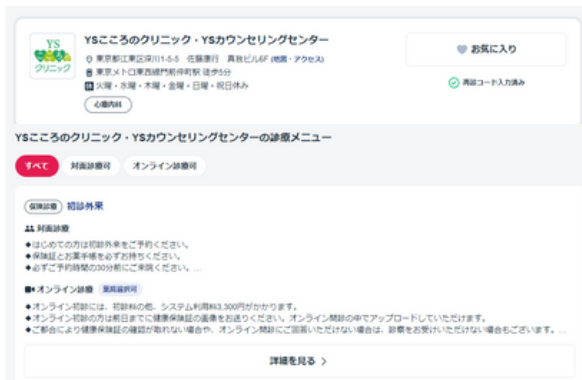 YSこころのクリニック・YSカウンセリングセンター
YS
クリニック
東京都江東区深川1-5-5 佐藤惠行 真我ビル6F (地図・アクセス)
東京メトロ東西線門前仲町駅 徒歩5分
火曜・水曜・木曜・金曜・日曜・祝日休み
心療内科
お気に入り
再診コード入力済み
YSこころのクリニック・YSカウンセリングセンターの診療メニュー
すべて 対面診療可 オンライン診療可
保険診療 初診外来
対面診療
◆はじめての方は初診外来をご予約ください。
◆保険証とお薬手帳を必ずお持ちください。
◆必ずご予約時間の30分前にご来院ください。...
オンライン診療 薬局選択可
◆オンライン初診には、初診料の他、システム利用料3,300円がかかります。
◆オンライン初診の方は前日までに健康保険証の画像をお送りください。オンライン問診の中でアップロードしていただけます。
◆ご都合により健康保険証の確認が取れない場合や、オンライン問診にご回答いただけない場合は、診察をお受けいただけない場合もございます。...
詳細を見る >